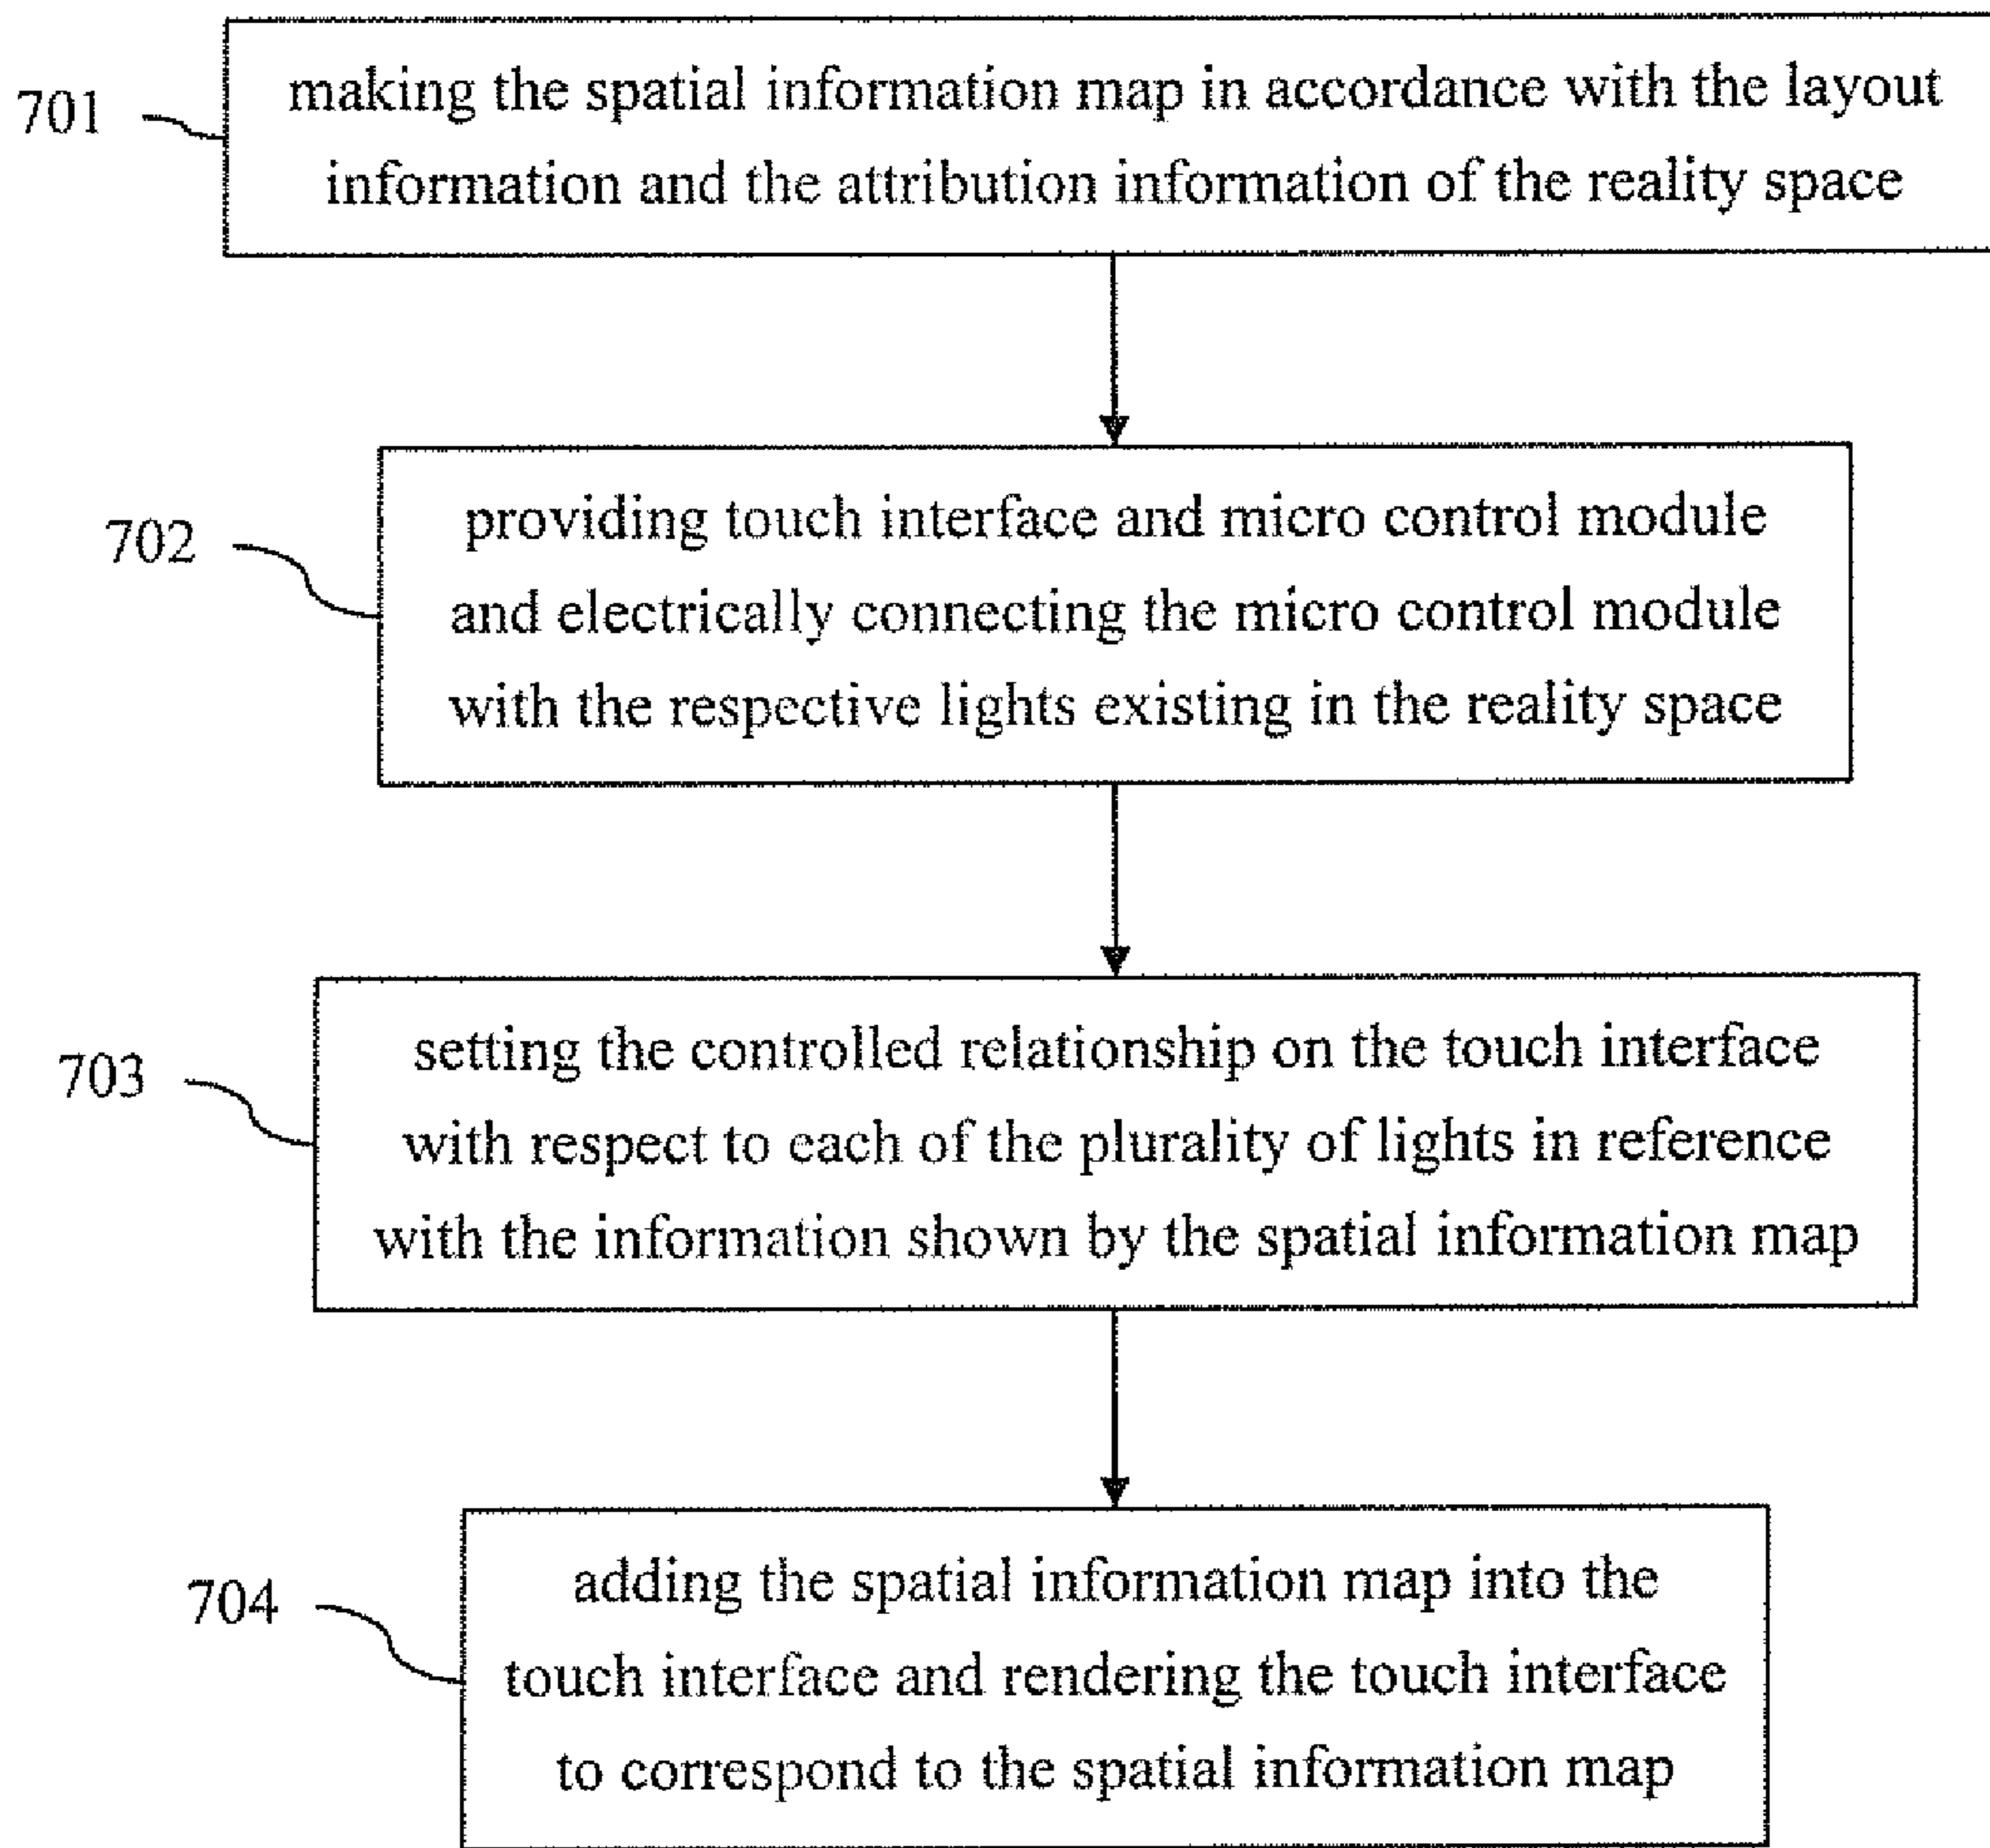 701
making the spatial information map in accordance with the layout
information and the attribution information of the reality space
702
providing touch interface and micro control module
and electrically connecting the micro control module
with the respective lights existing in the reality space
703
setting the controlled relationship on the touch interface
with respect to each of the plurality of lights in reference
with the information shown by the spatial information map
704
adding the spatial information map into the
touch interface and rendering the touch interface
to correspond to the spatial information map